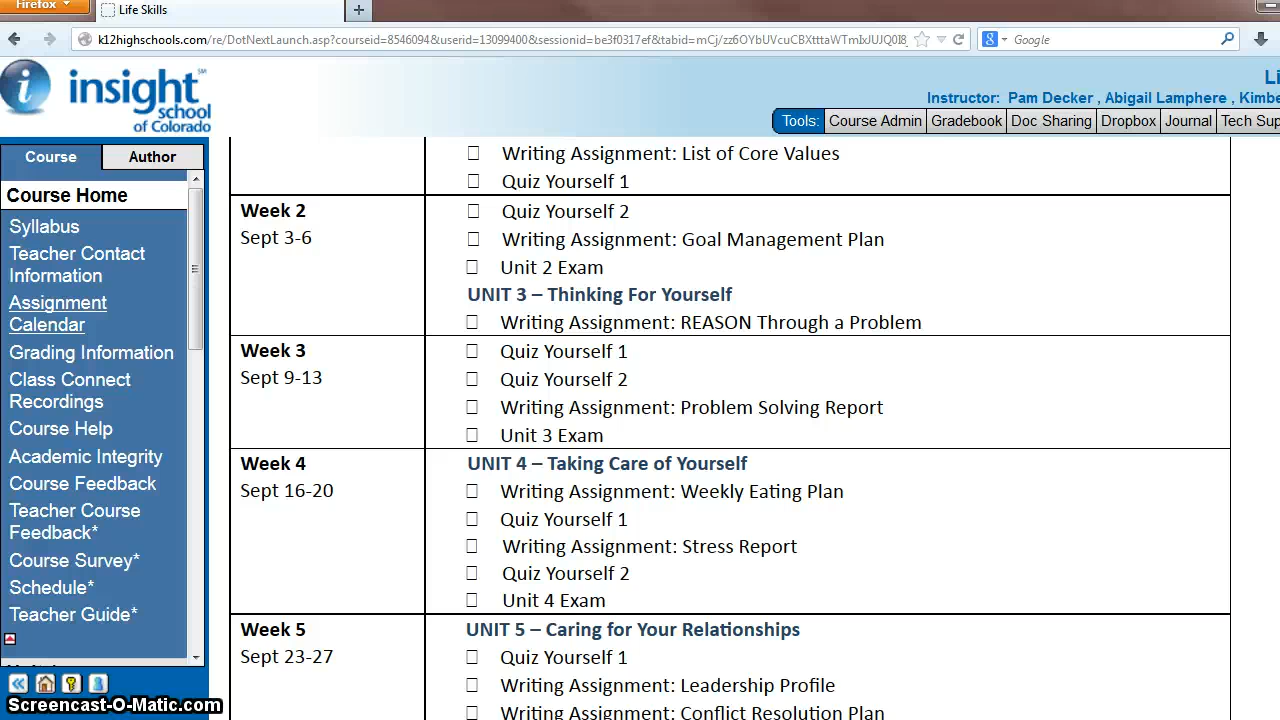 Firefox
Life Skills
k12highschools.com/re/DotNextLaunch.asp?courseid=8546094&userid=13099400&sessionid=be3f0317ef&tabid=
Google
insight
school
of Colorado
Li
Instructor: Pam Decker , Abigail Lamphere , Kimbe
Tools: Course Admin Gradebook Doc Sharing Dropbox Journal Tech Sup
Course Author
Course Home
Syllabus
Teacher Contact
Information
Assignment
Calendar
Grading Information
Class Connect
Recordings
Course Help
Academic Integrity
Course Feedback
Teacher Course
Feedback*
Course Survey*
Schedule*
Teacher Guide*
Writing Assignment: List of Core Values
Quiz Yourself 1
Week 2
Sept 3-6
Quiz Yourself 2
Writing Assignment: Goal Management Plan
Unit 2 Exam
UNIT 3 – Thinking For Yourself
Writing Assignment: REASON Through a Problem
Week 3
Sept 9-13
Quiz Yourself 1
Quiz Yourself 2
Writing Assignment: Problem Solving Report
Unit 3 Exam
Week 4
Sept 16-20
UNIT 4 – Taking Care of Yourself
Writing Assignment: Weekly Eating Plan
Quiz Yourself 1
Writing Assignment: Stress Report
Quiz Yourself 2
Unit 4 Exam
Week 5
Sept 23-27
UNIT 5 – Caring for Your Relationships
Quiz Yourself 1
Writing Assignment: Leadership Profile
Writing Assignment: Conflict Resolution Plan
Screencast-O-Matic.com